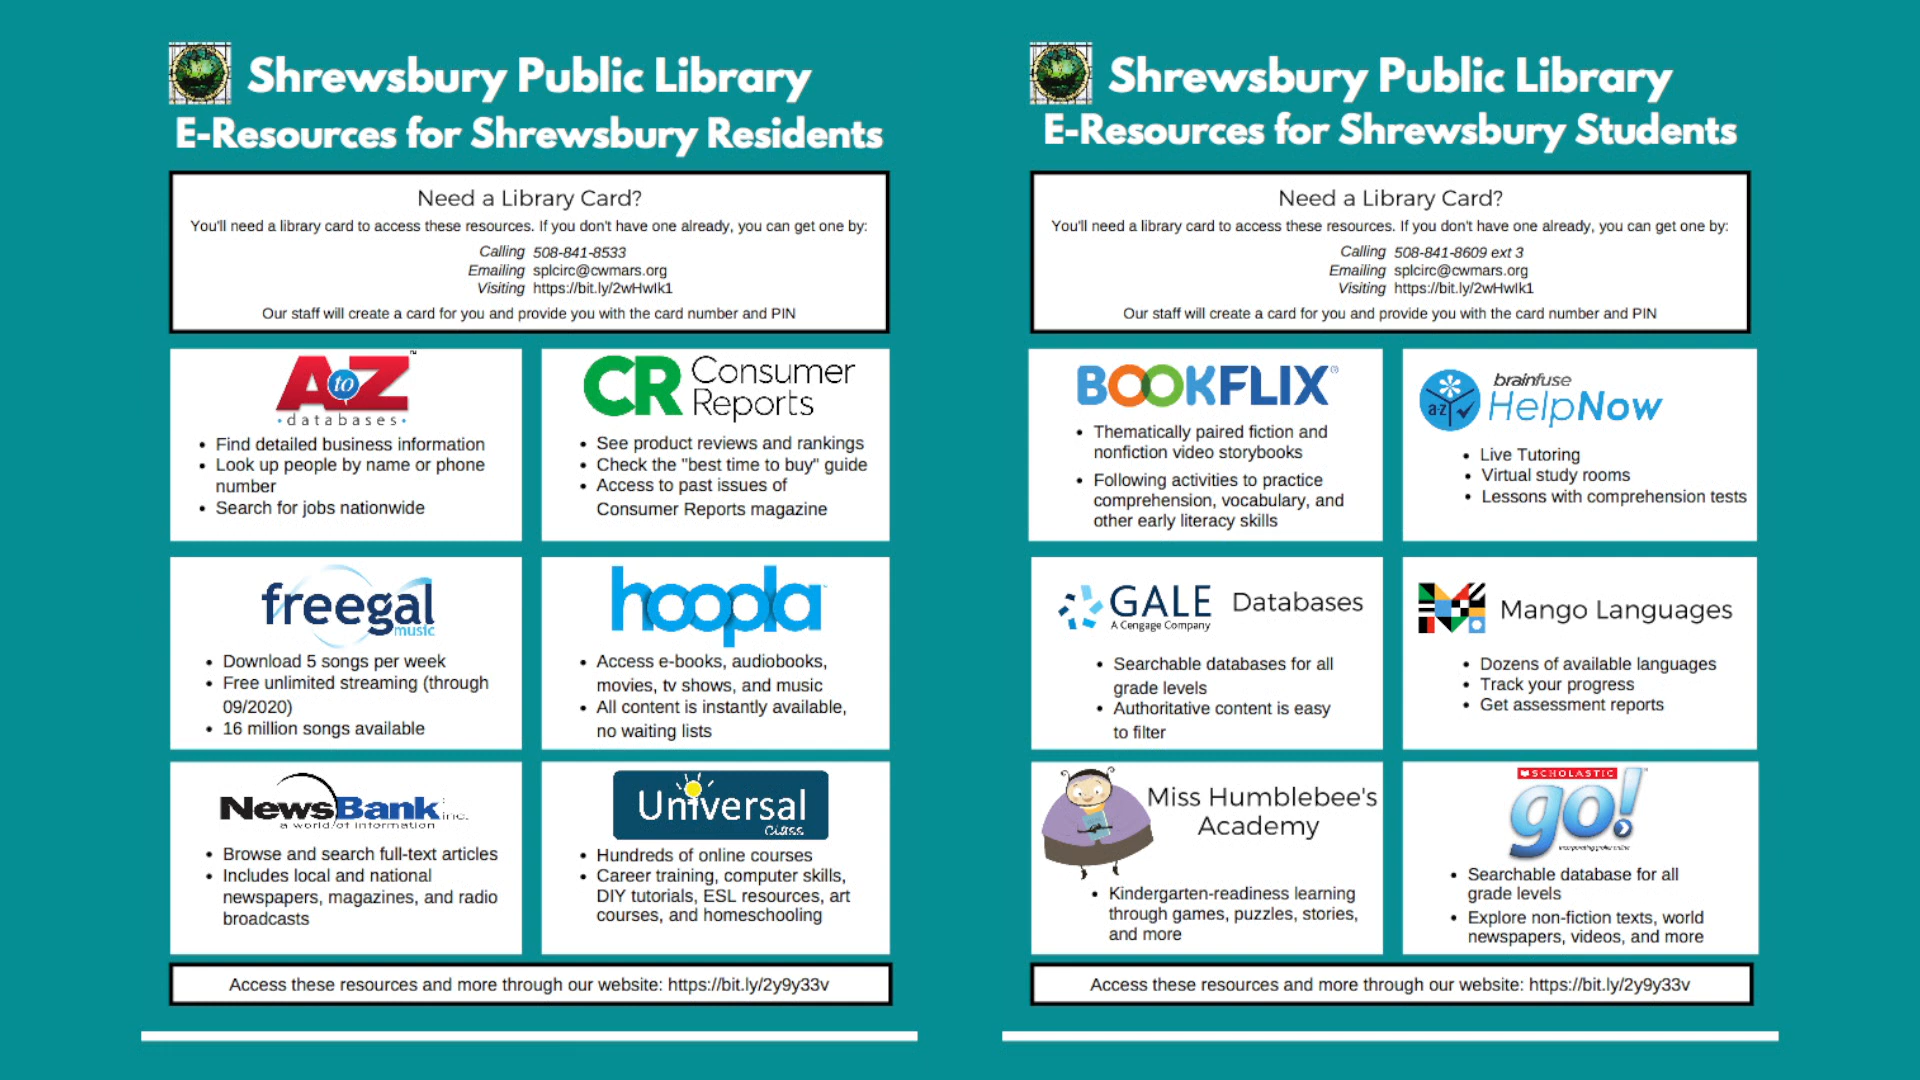 Shrewsbury Public Library
E-Resources for Shrewsbury Residents
Need a Library Card?
You'll need a library card to access these resources. If you don't have one already, you can get one by:
Calling 508-841-8533
Emailing splcirc@cwmars.org
Visiting https://bit.ly/2wHwIk1
Our staff will create a card for you and provide you with the card number and PIN
AtoZ™
databases
• Find detailed business information
• Look up people by name or phone
number
• Search for jobs nationwide
CR Consumer
Reports
• See product reviews and rankings
• Check the "best time to buy" guide
• Access to past issues of
Consumer Reports magazine
freegal
music
• Download 5 songs per week
• Free unlimited streaming (through
09/2020)
• 16 million songs available
hoopla
• Access e-books, audiobooks,
movies, tv shows, and music
• All content is instantly available,
no waiting lists
NewsBank inc.
a world of information
• Browse and search full-text articles
• Includes local and national
newspapers, magazines, and radio
broadcasts
Universal
Class
• Hundreds of online courses
• Career training, computer skills,
DIY tutorials, ESL resources, art
courses, and homeschooling
Access these resources and more through our website: https://bit.ly/2y9y33v
Shrewsbury Public Library
E-Resources for Shrewsbury Students
Need a Library Card?
You'll need a library card to access these resources. If you don't have one already, you can get one by:
Calling 508-841-8609 ext 3
Emailing splcirc@cwmars.org
Visiting https://bit.ly/2wHwIk1
Our staff will create a card for you and provide you with the card number and PIN
BOOKFLIX®
• Thematically paired fiction and
nonfiction video storybooks
• Following activities to practice
comprehension, vocabulary, and
other early literacy skills
a-z
brainfuse
HelpNow
• Live Tutoring
• Virtual study rooms
• Lessons with comprehension tests
GALE Databases
A Cengage Company
• Searchable databases for all
grade levels
• Authoritative content is easy
to filter
Mango Languages
• Dozens of available languages
• Track your progress
• Get assessment reports
Miss Humblebee's
Academy
• Kindergarten-readiness learning
through games, puzzles, stories,
and more
SCHOLASTIC
go!
incorporating grolier online
• Searchable database for all
grade levels
• Explore non-fiction texts, world
newspapers, videos, and more
Access these resources and more through our website: https://bit.ly/2y9y33v